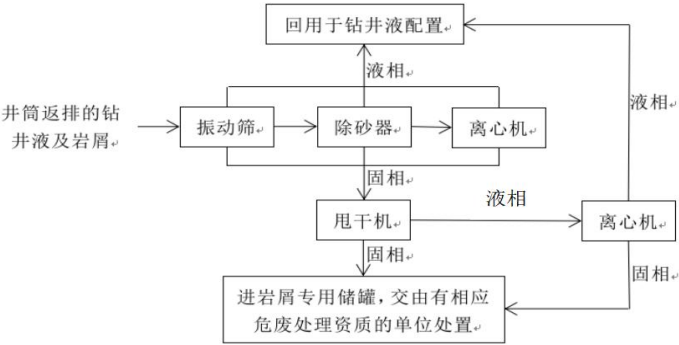 回用于钻井液配置
液相
液相
井筒返排的钻
井液及岩屑
振动筛
除砂器
离心机
固相
液相
甩干机
离心机
固相
固相
进岩屑专用储罐，交由有相应
危废处理资质的单位处置